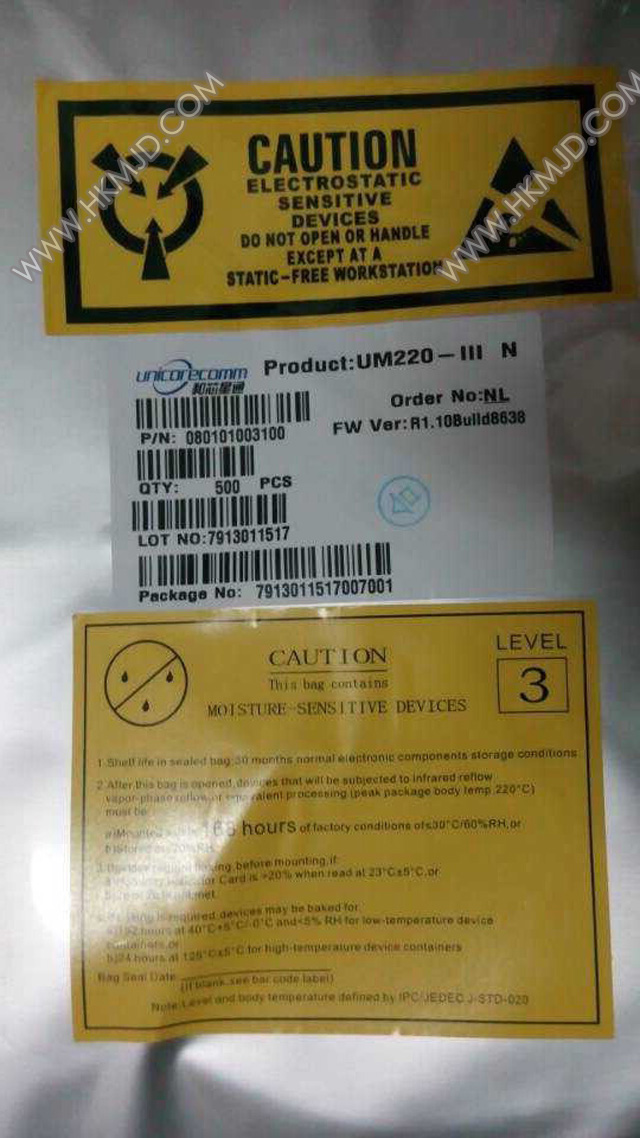 WWW.HKMJD.COM
WWW.HKMJD.COM
CAUTION
ELECTROSTATIC
SENSITIVE
DEVICES
DO NOT OPEN OR HANDLE
EXCEPT AT A
STATIC-FREE WORKSTATION
unicorecomm
和芯星通
Product:UM220-III N
Order No:NL
FW Ver:R1.10Build8638
P/N: 080101003100
QTY: 500 PCS
LOT NO:7913011517
Package No: 7913011517007001
CAUTION
This bag contains
MOISTURE-SENSITIVE DEVICES
LEVEL
3
1.Shelf life in sealed bag:30 months normal electronic components storage conditions
2.After this bag is opened,devices that will be subjected to infrared reflow
vapor-phase reflow,or equivalent processing.(peak package body temp.220°C)
must be
a)Mounted 168 hours of factory conditions of≤30°C/60%RH,or
20%RH.
before mounting,if:
Card is >20% when read at 23°C±5°C,or
met.
is required,devices may be baked for:
hours at 40°C+5°C/-0°C and<5% RH for low-temperature device
containers,or
b)24 hours at 125°C±5°C for high-temperature device containers
Bag Seal Date:
(If blank,see bar code label)
Note:Level and body temperature defined by IPC/JEDEC J-STD-020